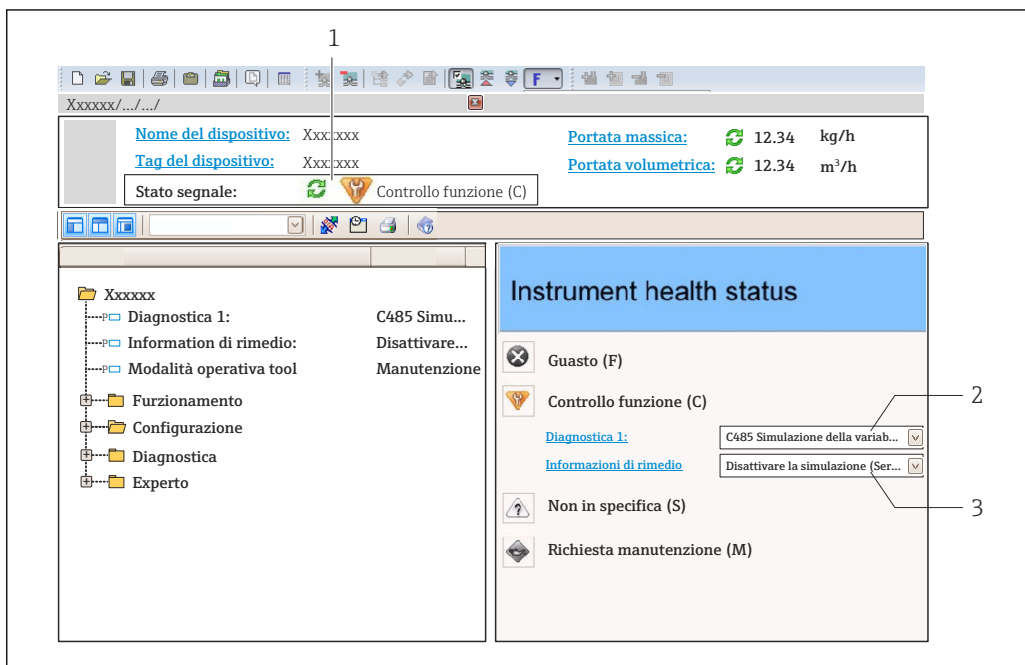 1
F
Xxxxxx/.../.../
Nome del dispositivo: Xxxxxxx Portata massica: 12.34 kg/h
Tag del dispositivo: Xxxxxxx Portata volumetrica: 12.34 m³/h
Stato segnale: Controllo funzione (C)
Xxxxxx
P Diagnostica 1: C485 Simu...
P Information di rimedio: Disattivare...
P Modalità operativa tool Manutenzione
Furzionamento
Configurazione
Diagnostica
Experto
Instrument health status
Guasto (F)
Controllo funzione (C)
Diagnostica 1: C485 Simulazione della variab...
2
Informazioni di rimedio Disattivare la simulazione (Ser...
3
Non in specifica (S)
Richiesta manutenzione (M)